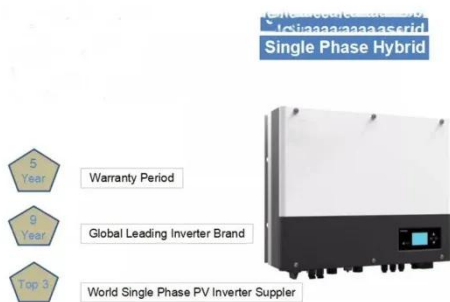 Single Phase Hybrid
5
Year
Warranty Period
9
Year
Global Leading Inverter Brand
Top 3
World Single Phase PV Inverter Suppler